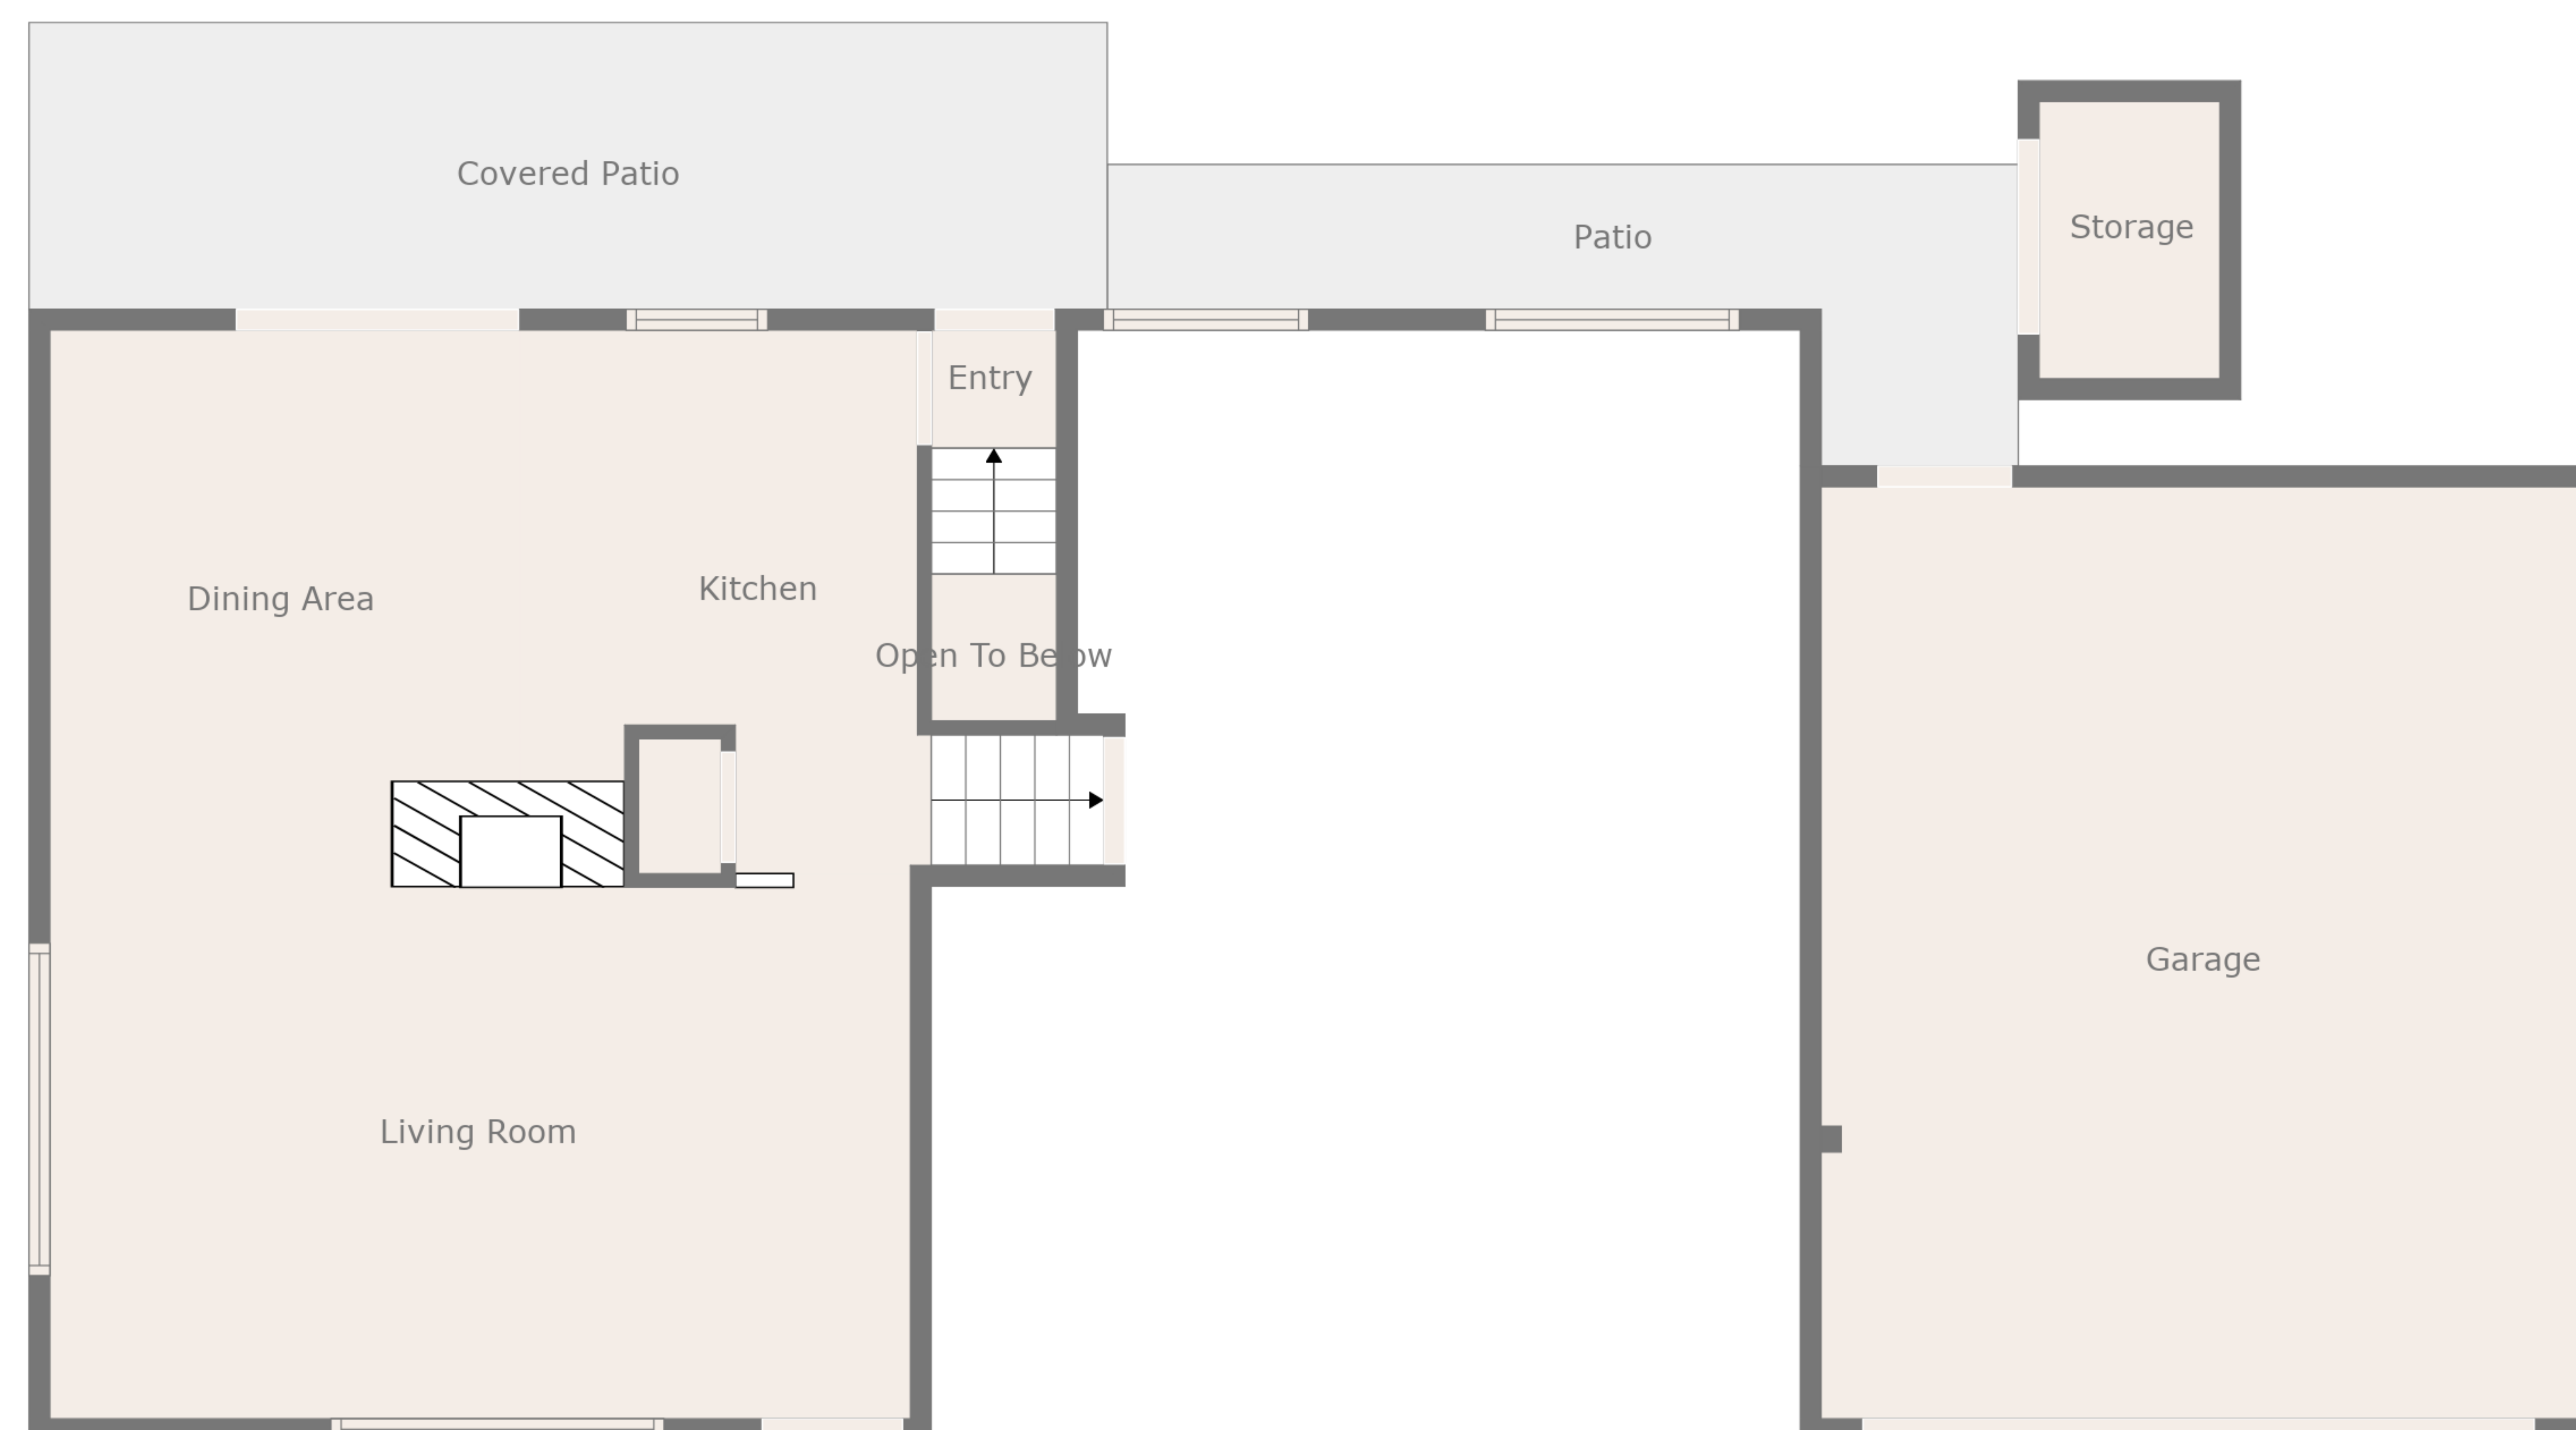 Covered Patio
Patio
Storage
Entry
Dining Area
Kitchen
Open To Below
Garage
Living Room